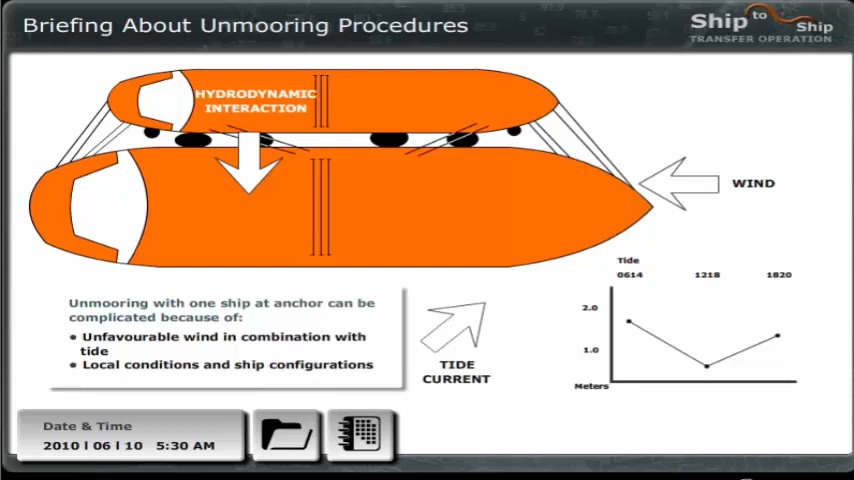 Briefing About Unmooring Procedures
Ship to Ship
TRANSFER OPERATION
HYDRODYNAMIC
INTERACTION
WIND
Tide
0614 1218 1820
2.0
1.0
Meters
Unmooring with one ship at anchor can be
complicated because of:
● Unfavourable wind in combination with
tide
● Local conditions and ship configurations
TIDE
CURRENT
Date & Time
2010 | 06 | 10 5:30 AM